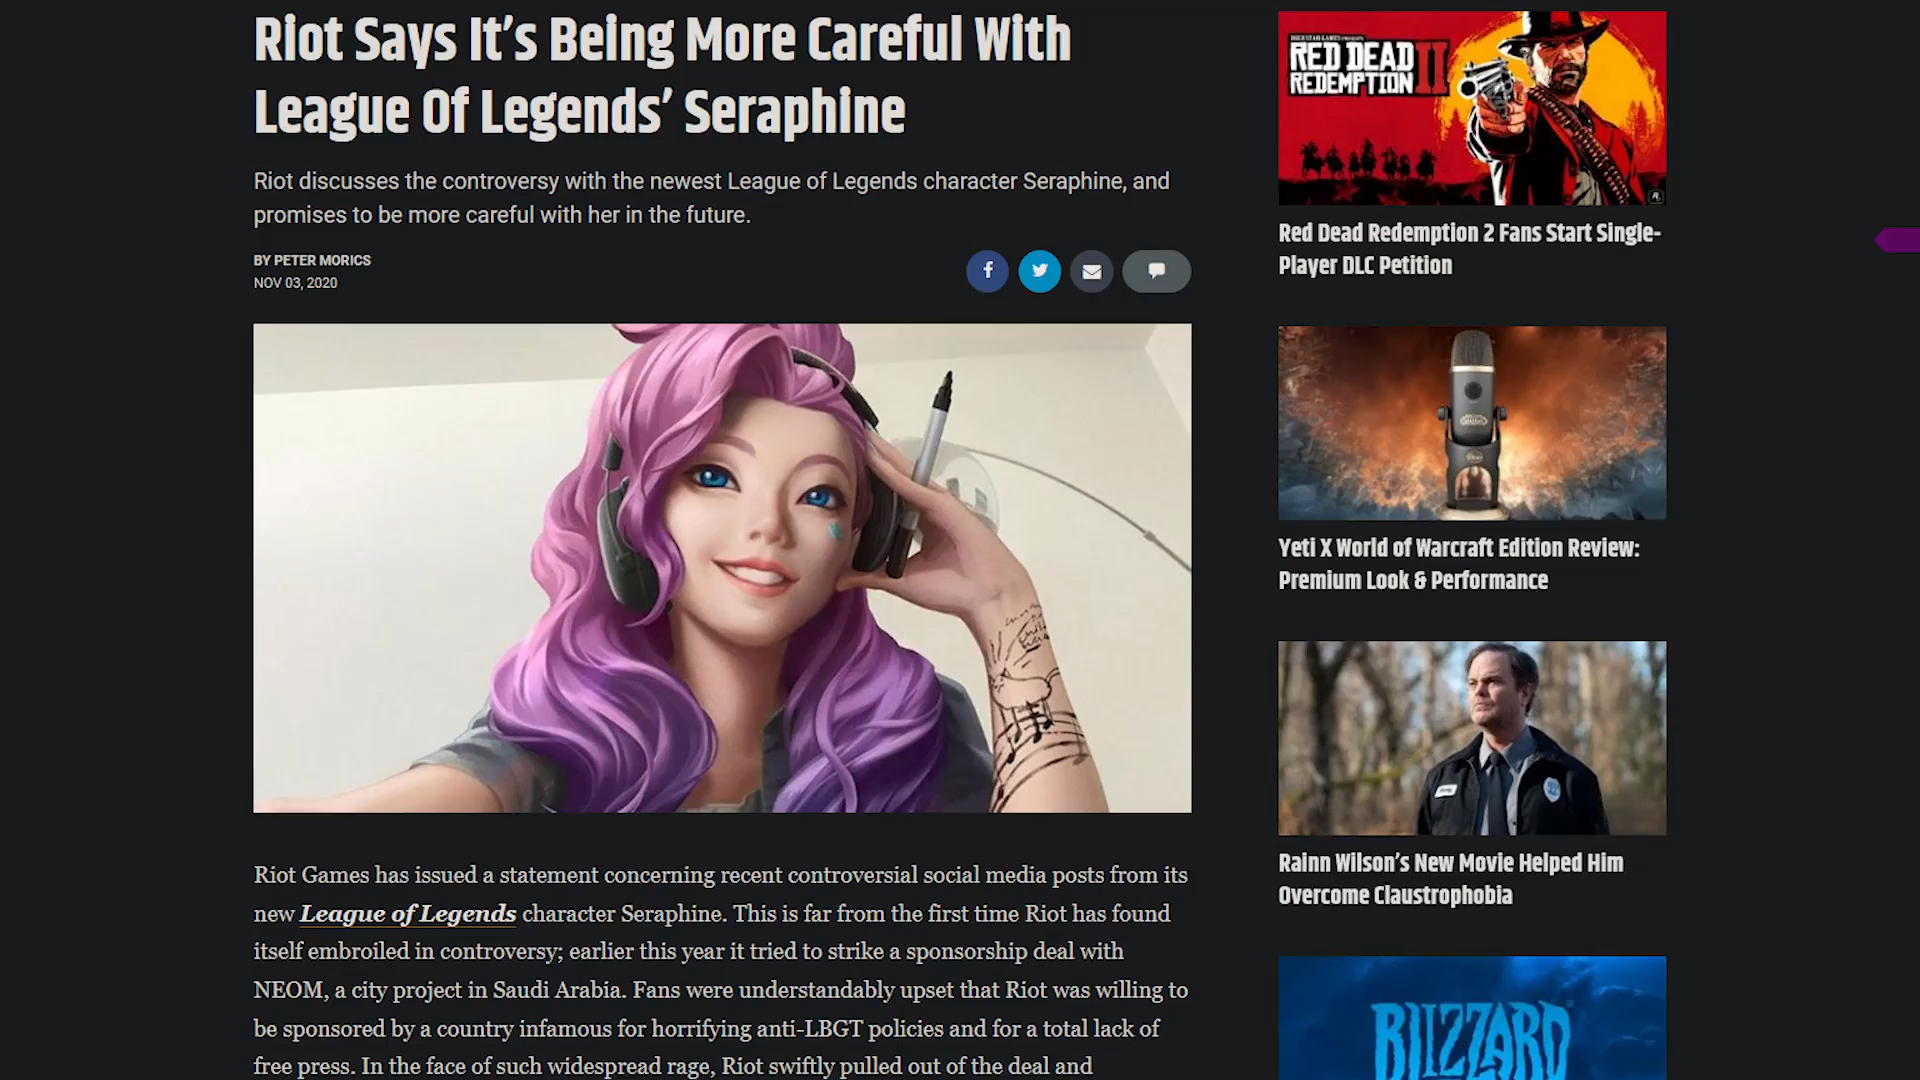 Riot Says It's Being More Careful With
League Of Legends' Seraphine
Riot discusses the controversy with the newest League of Legends character Seraphine, and
promises to be more careful with her in the future.
BY PETER MORICS
NOV 03, 2020
Riot Games has issued a statement concerning recent controversial social media posts from its
new League of Legends character Seraphine. This is far from the first time Riot has found
itself embroiled in controversy; earlier this year it tried to strike a sponsorship deal with
NEOM, a city project in Saudi Arabia. Fans were understandably upset that Riot was willing to
be sponsored by a country infamous for horrifying anti-LBGT policies and for a total lack of
free press. In the face of such widespread rage, Riot swiftly pulled out of the deal and
RED DEAD
REDEMPTION II
Red Dead Redemption 2 Fans Start Single-
Player DLC Petition
Yeti X World of Warcraft Edition Review:
Premium Look & Performance
Rainn Wilson's New Movie Helped Him
Overcome Claustrophobia
BLIZZARD